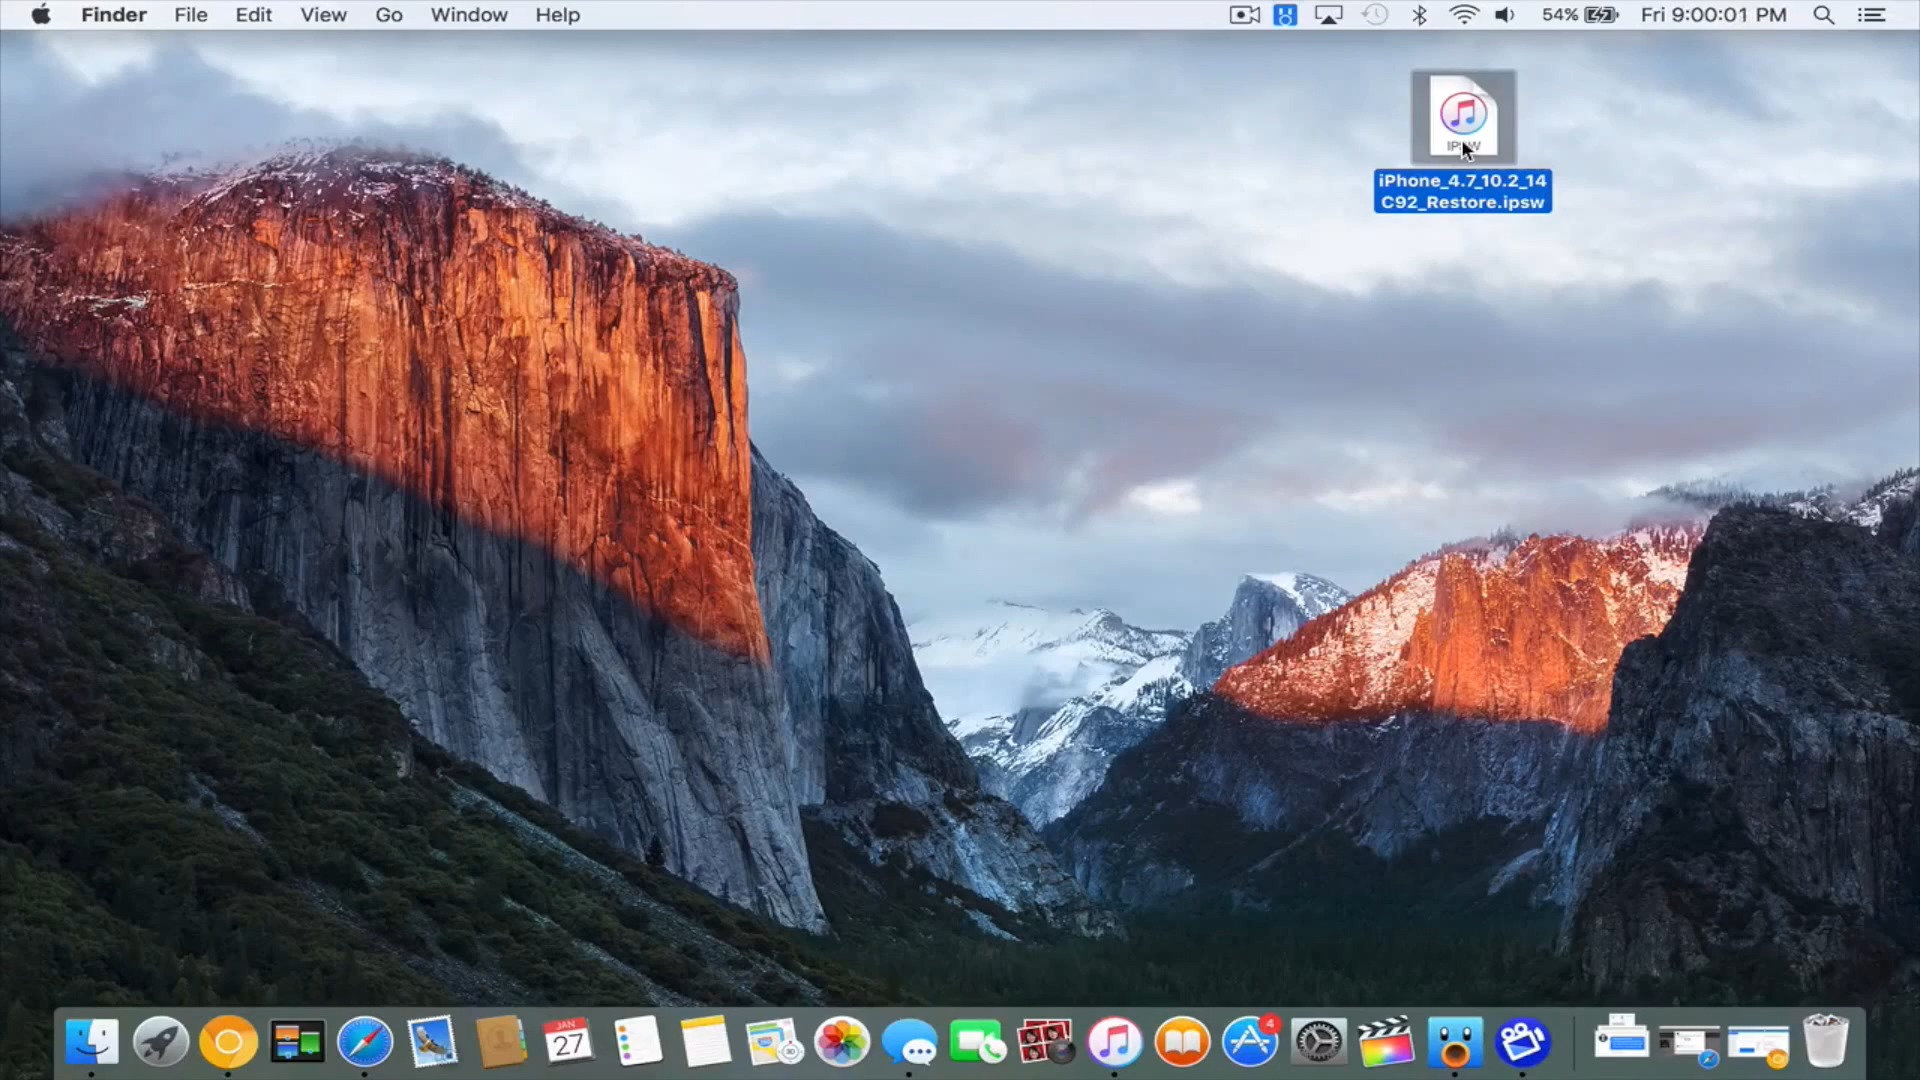 Finder File Edit View Go Window Help 54% Fri 9:00:01 PM
iPhone_4.7_10.2_14
C92_Restore.ipsw
4
JAN
27